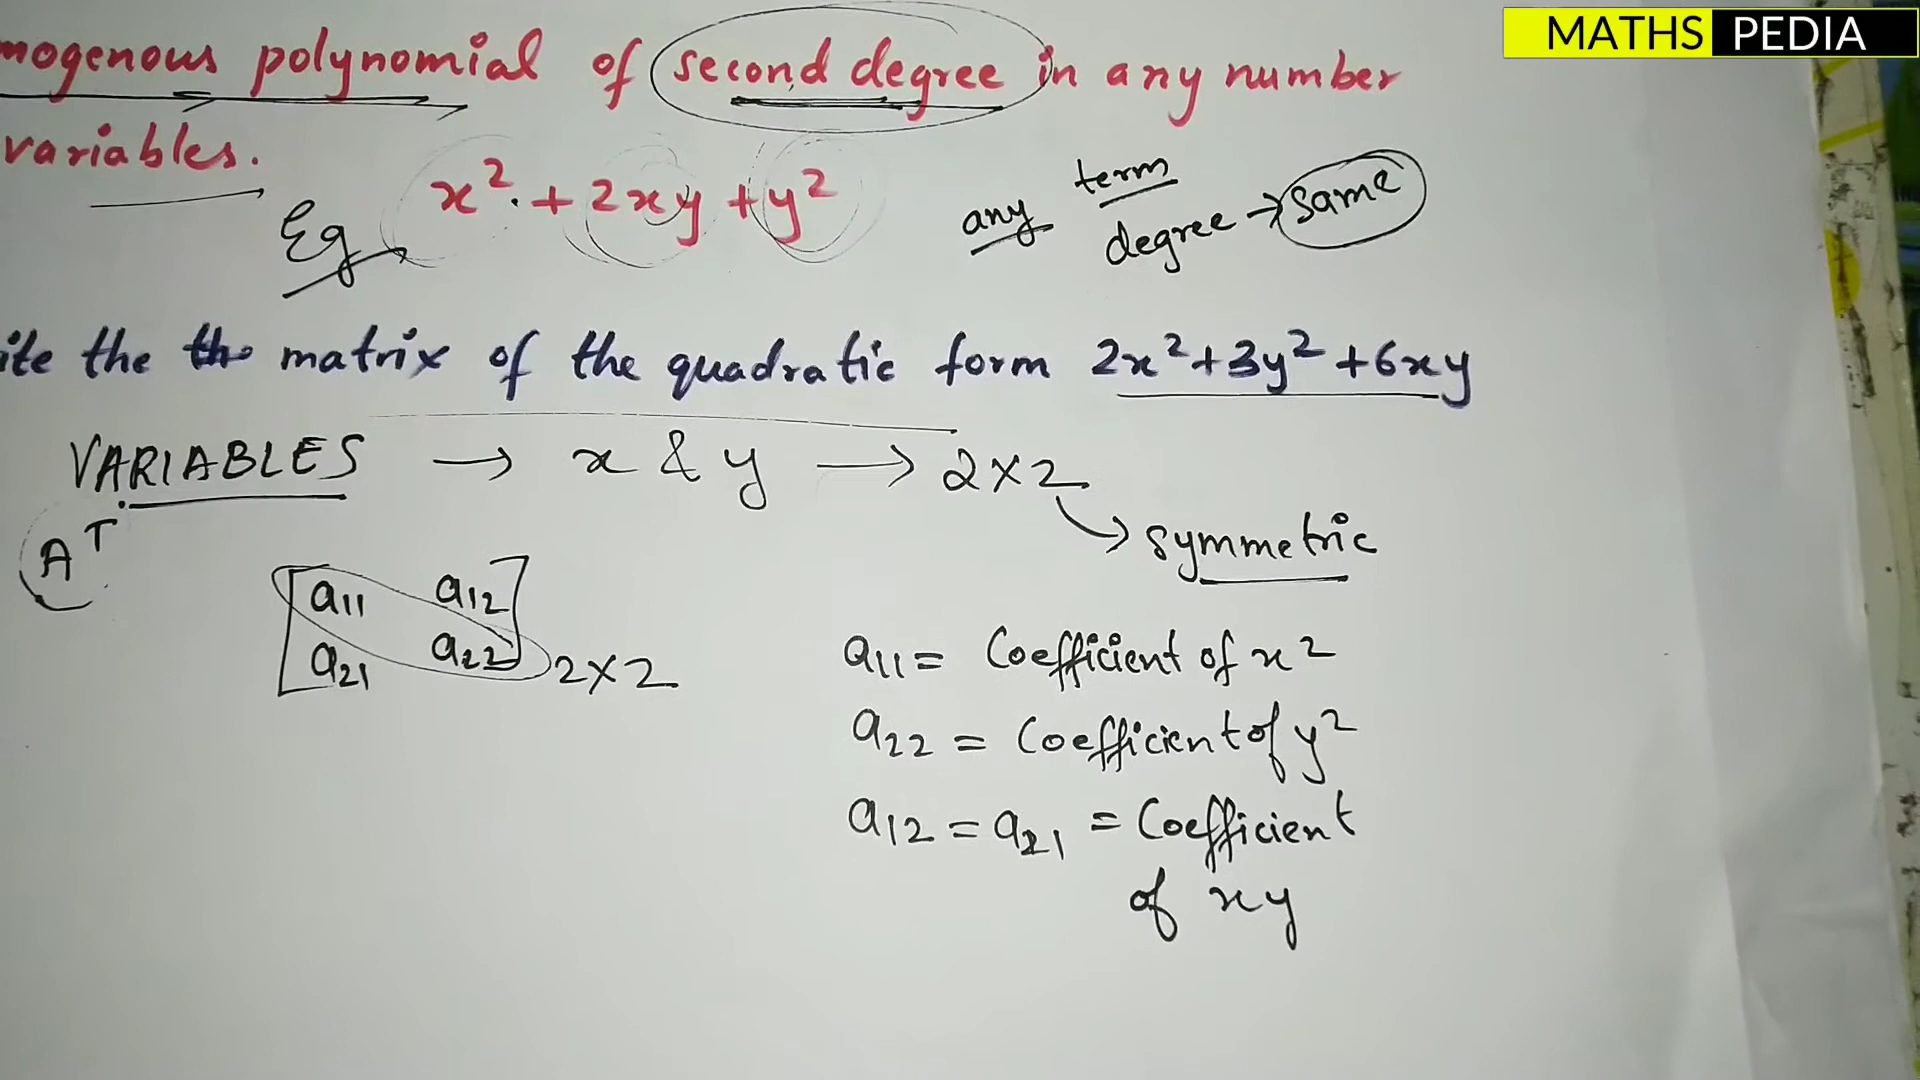 MATHS PEDIA
mogenous polynomial of second degree in any number
variables.
Eg x² + 2xy + y²
any term degree → same
ite the the matrix of the quadratic form 2x²+3y²+6xy
VARIABLES → x & y → 2×2
→ symmetric
Aᵀ
a11 a12
a21 a22 2×2
a11 = Coefficient of x²
a22 = Coefficient of y²
a12 = a21 = Coefficient
of xy